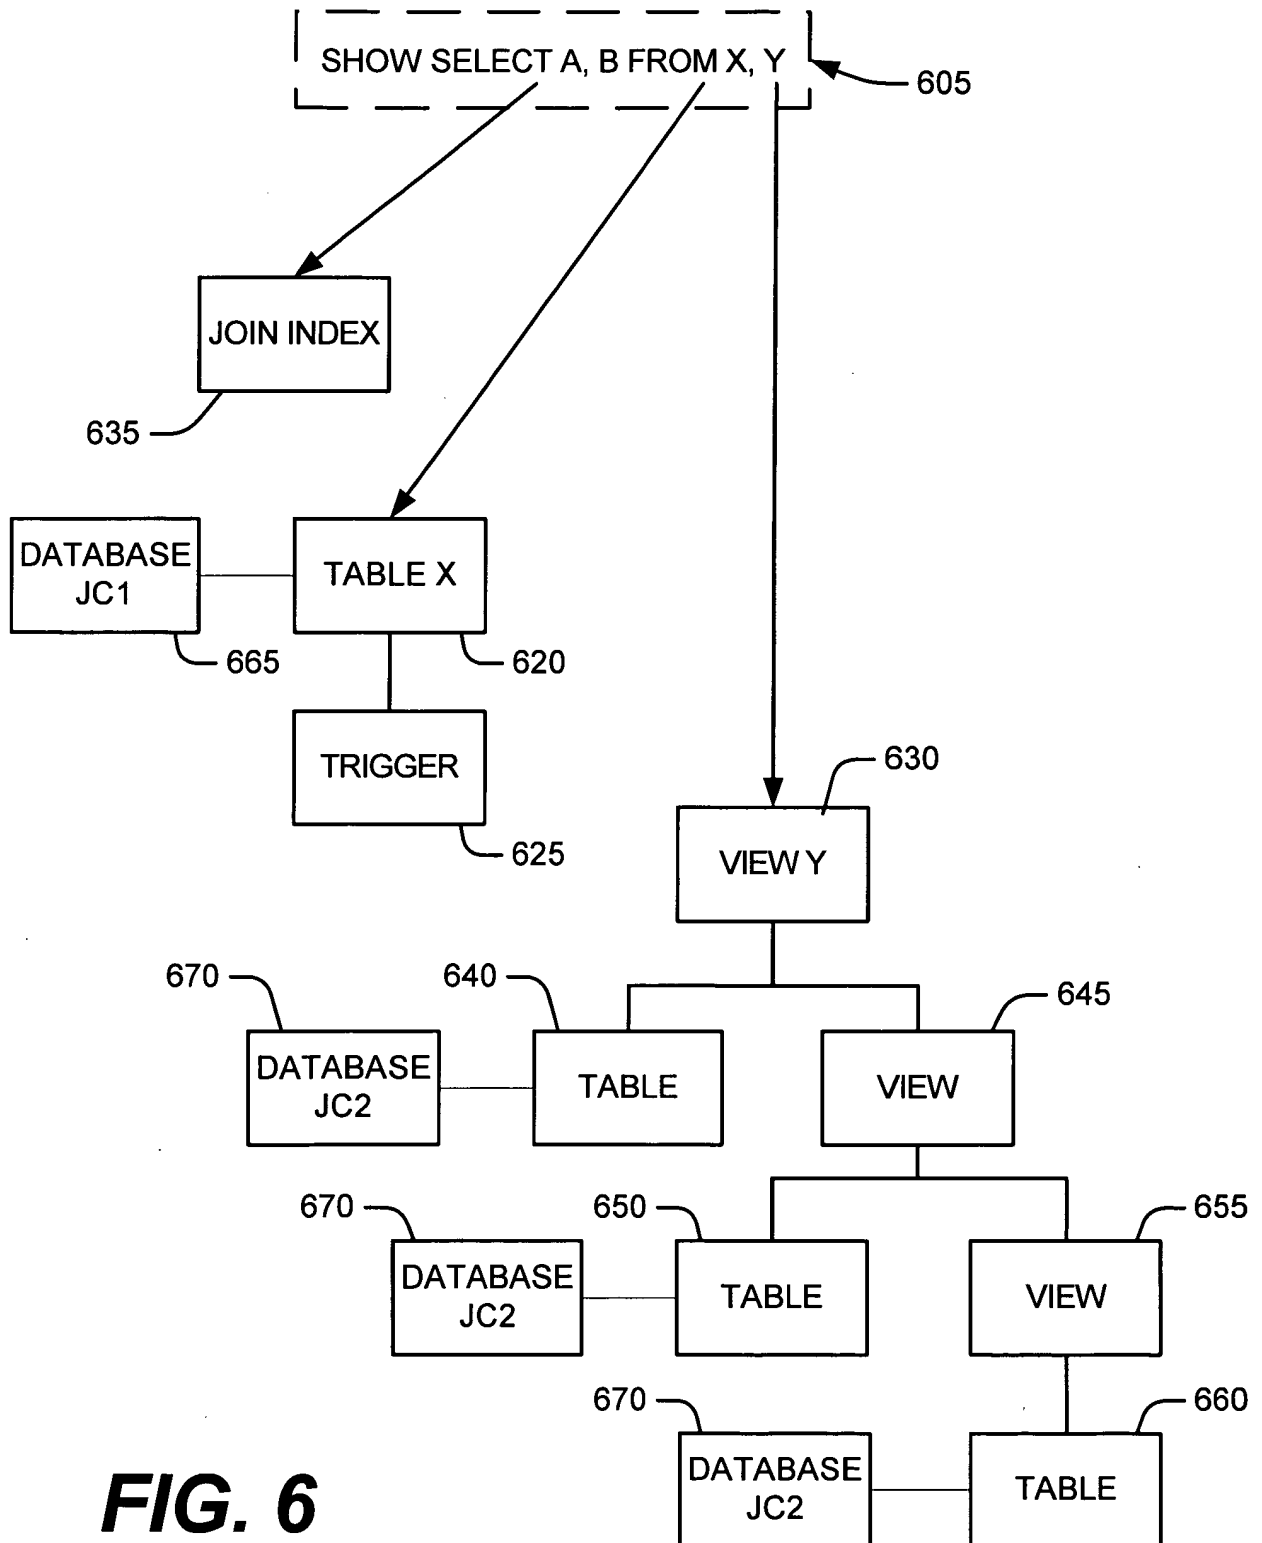 SHOW SELECT A, B FROM X, Y
605
JOIN INDEX
635
DATABASE
JC1
TABLE X
665
620
TRIGGER
625
630
VIEW Y
670
640
645
DATABASE
JC2
TABLE
VIEW
670
650
655
DATABASE
JC2
TABLE
VIEW
670
660
DATABASE
JC2
TABLE
FIG. 6